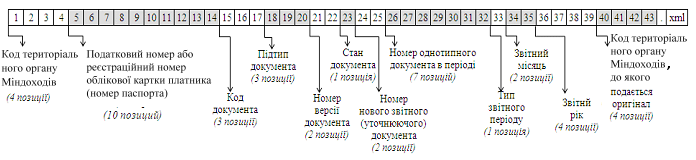 1 2 3 4 5 6 7 8 9 10 11 12 13 14 15 16 17 18 19 20 21 22 23 24 25 26 27 28 29 30 31 32 33 34 35 36 37 38 39 40 41 42 43 . xml
Код територіаль
ного органу
Міндоходів
(4 позиції)
Податковий номер або
реєстраційний номер
облікової картки платника
(номер паспорта)
(10 позиций)
Код
документа
(3 позиції)
Підтип
документа
(3 позиції)
Номер
версії
документа
(2 позиції)
Стан
документа
(1 позиція)
Номер
нового звітного
(уточнюючого)
документа
(2 позиції)
Номер однотипного
документа в періоді
(7 позицій)
Тип
звітного
періоду
(1 позиція)
Звітний
місяць
(2 позиції)
Звітнй
рік
(4 позиції)
Код територіаль
ного органу
Міндоходів,
до якого
подається
оригінал
(4 позиції)